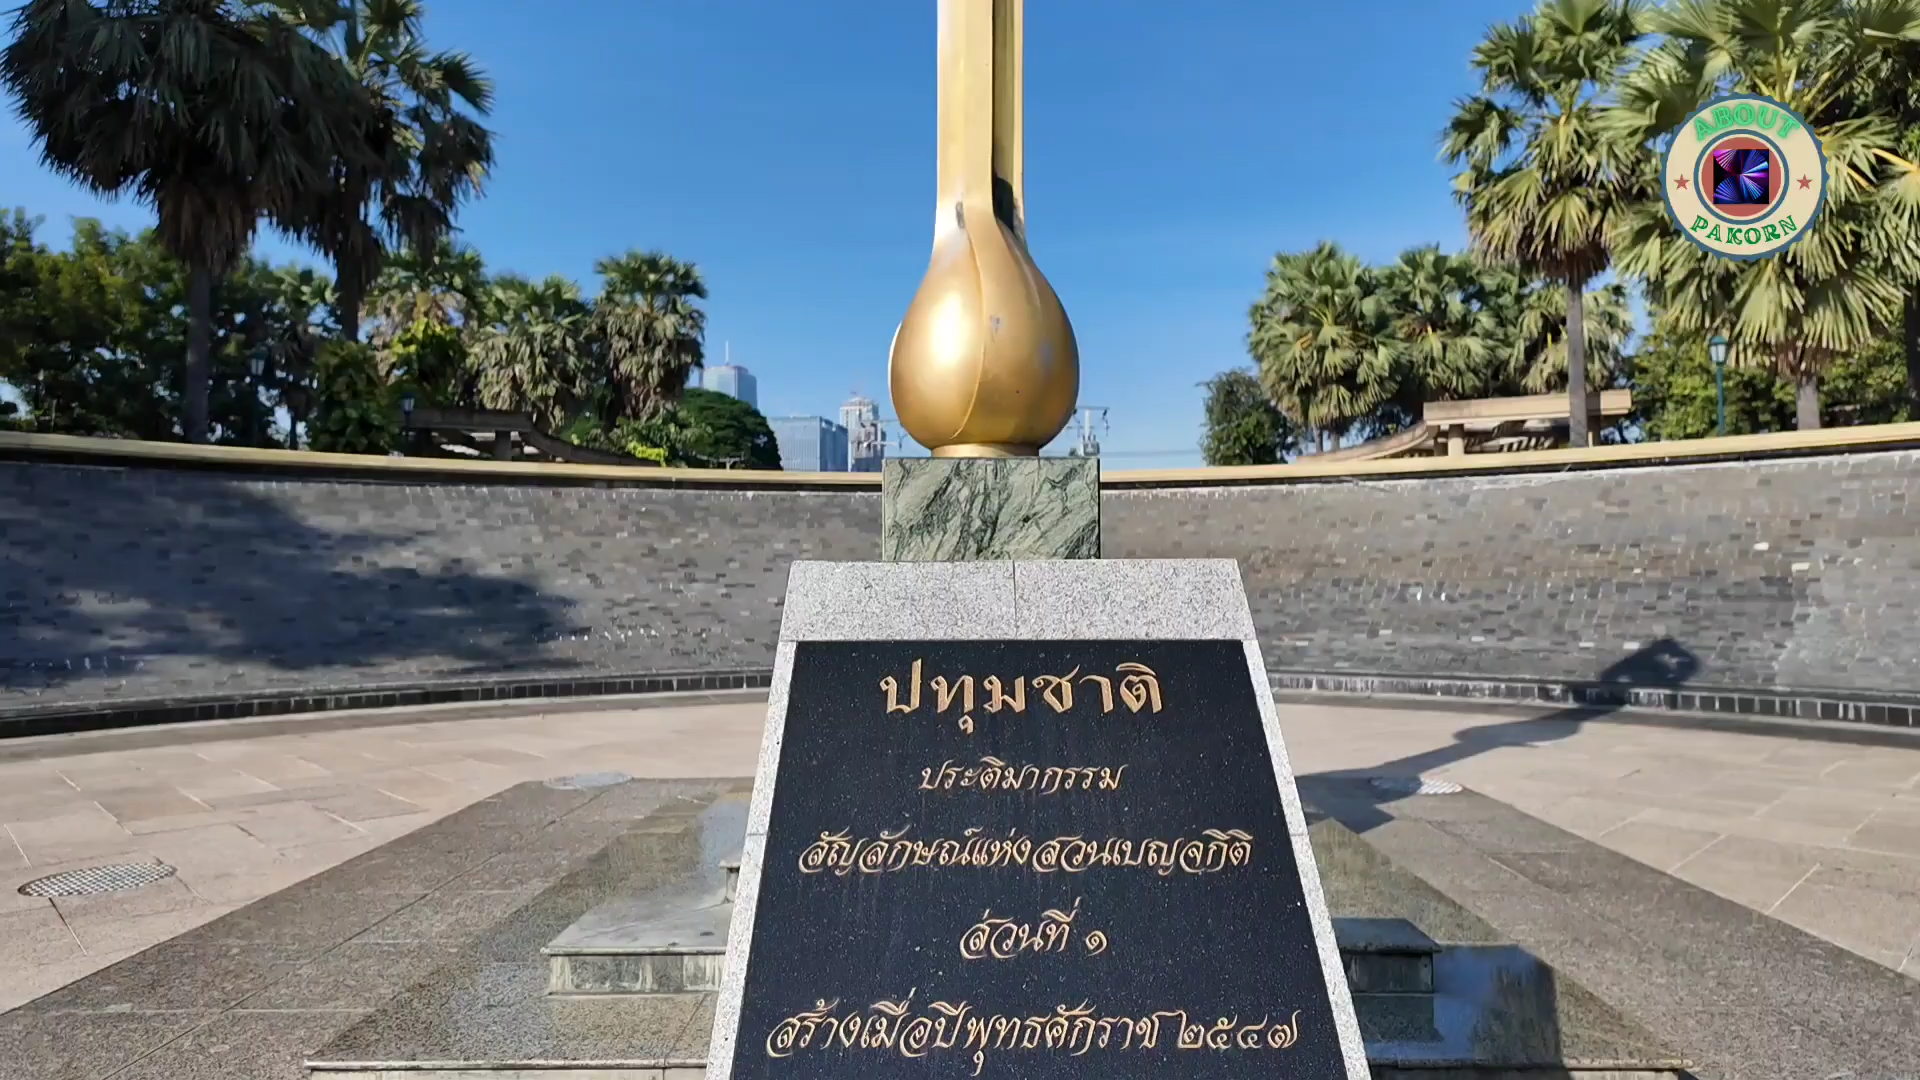 ABOUT
PAKORN
ปทุมชาติ
ประติมากรรม
สัญลักษณ์แห่งสวนเบญจกิติ
ส่วนที่ ๑
สร้างเมื่อปีพุทธศักราช ๒๕๔๗